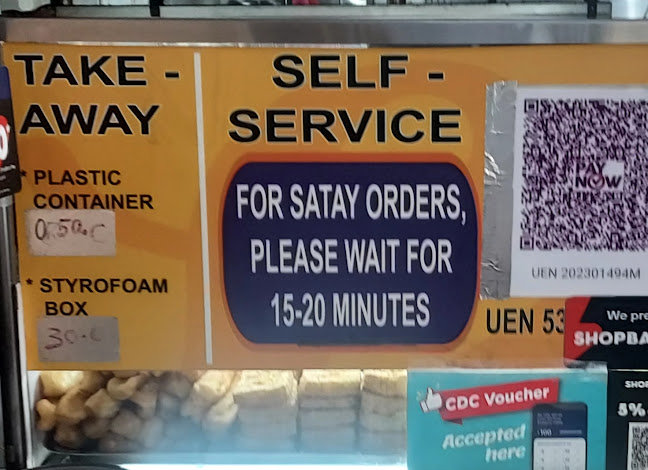 TAKE -
AWAY
* PLASTIC
CONTAINER
0.50.C
* STYROFOAM
BOX
30.C
SELF -
SERVICE
FOR SATAY ORDERS,
PLEASE WAIT FOR
15-20 MINUTES
PAY
NOW
UEN 202301494M
UEN 53
We pre
SHOPBA
CDC Voucher
Accepted
here
SHOP
5%